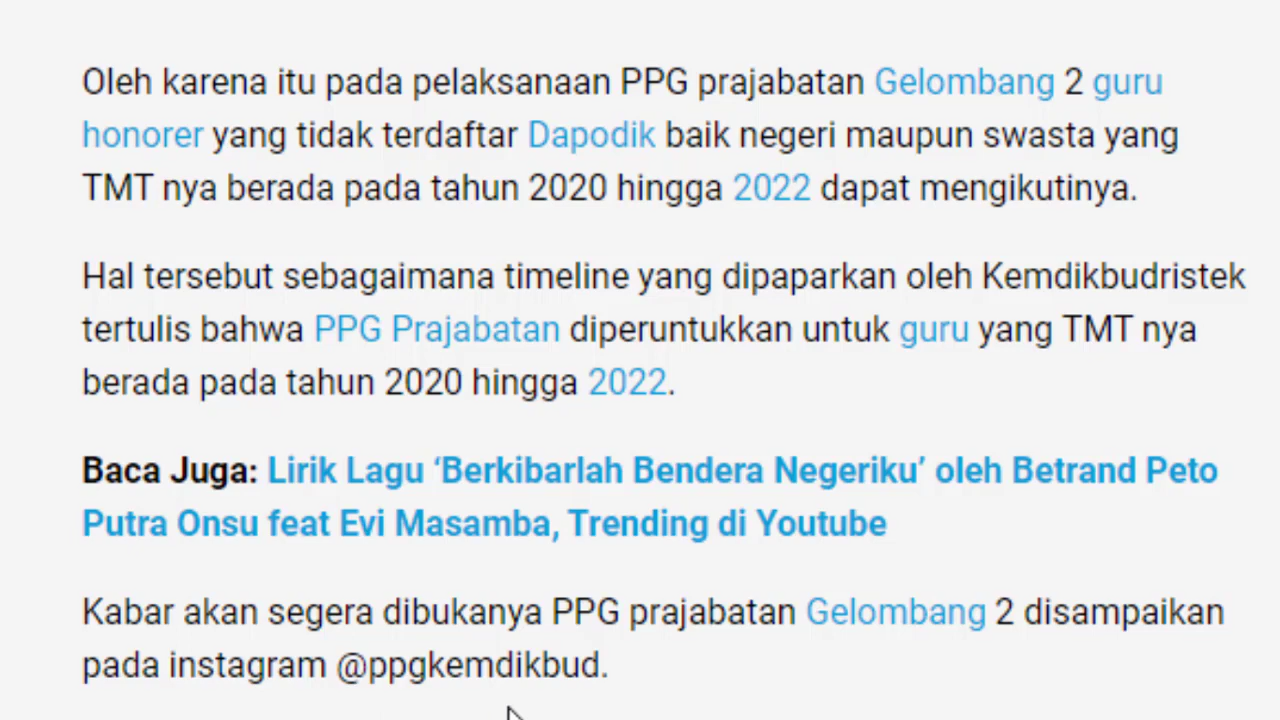 Oleh karena itu pada pelaksanaan PPG prajabatan Gelombang 2 guru
honorer yang tidak terdaftar Dapodik baik negeri maupun swasta yang
TMT nya berada pada tahun 2020 hingga 2022 dapat mengikutinya.
Hal tersebut sebagaimana timeline yang dipaparkan oleh Kemdikbudristek
tertulis bahwa PPG Prajabatan diperuntukkan untuk guru yang TMT nya
berada pada tahun 2020 hingga 2022.
Baca Juga: Lirik Lagu ‘Berkibarlah Bendera Negeriku’ oleh Betrand Peto
Putra Onsu feat Evi Masamba, Trending di Youtube
Kabar akan segera dibukanya PPG prajabatan Gelombang 2 disampaikan
pada instagram @ppgkemdikbud.